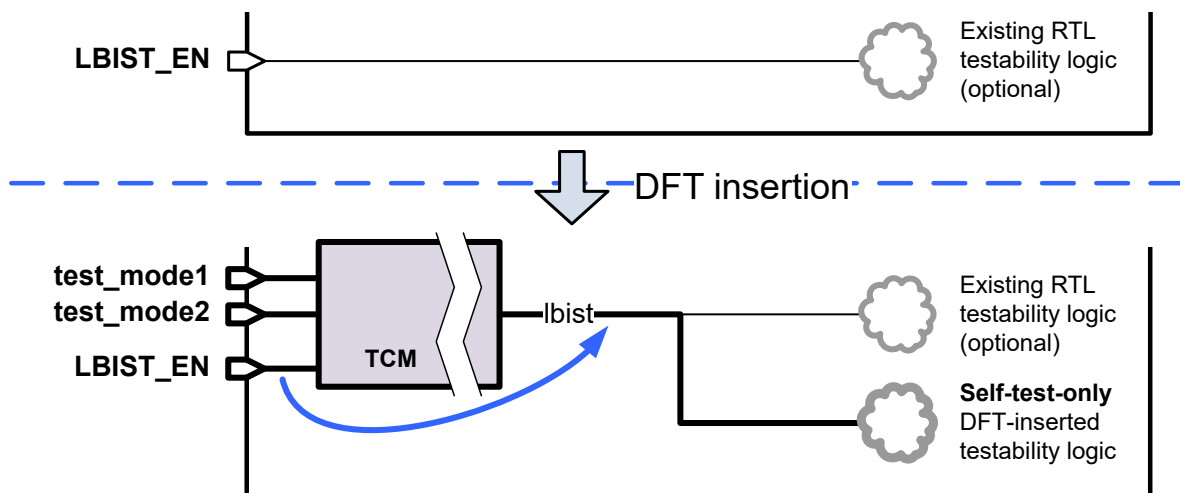 LBIST_EN
Existing RTL
testability logic
(optional)
DFT insertion
test_mode1
test_mode2
LBIST_EN
TCM
lbist
Existing RTL
testability logic
(optional)
Self-test-only
DFT-inserted
testability logic